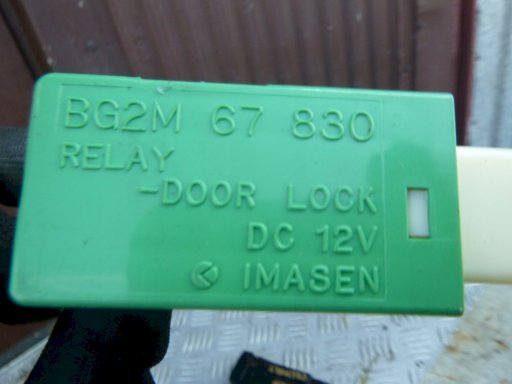 BG2M 67 830
RELAY
-DOOR LOCK
DC 12V
IMASEN